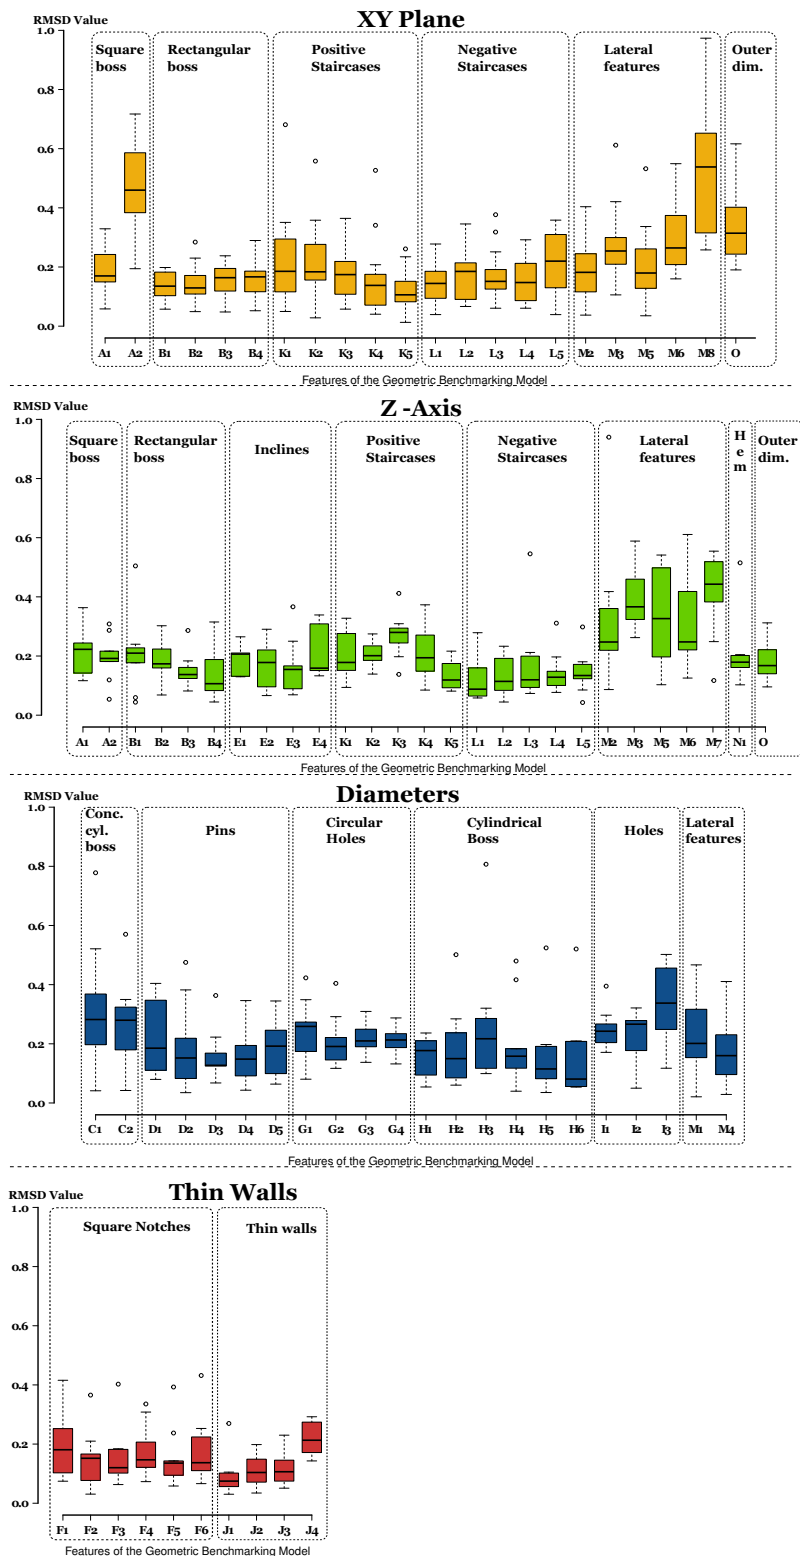 XY Plane
RMSD Value
Square boss
Rectangular boss
Positive Staircases
Negative Staircases
Lateral features
Outer dim.
1.0
0.8
0.6
0.4
0.2
0.0
A1 A2 B1 B2 B3 B4 K1 K2 K3 K4 K5 L1 L2 L3 L4 L5 M2 M3 M5 M6 M8 O
Features of the Geometric Benchmarking Model
Z -Axis
RMSD Value
Square boss
Rectangular boss
Inclines
Positive Staircases
Negative Staircases
Lateral features
Hem
Outer dim.
1.0
0.8
0.6
0.4
0.2
0.0
A1 A2 B1 B2 B3 B4 E1 E2 E3 E4 K1 K2 K3 K4 K5 L1 L2 L3 L4 L5 M2 M3 M5 M6 M7 N1 O
Features of the Geometric Benchmarking Model
Diameters
RMSD Value
Conc. cyl. boss
Pins
Circular Holes
Cylindrical Boss
Holes
Lateral features
1.0
0.8
0.6
0.4
0.2
0.0
C1 C2 D1 D2 D3 D4 D5 G1 G2 G3 G4 H1 H2 H3 H4 H5 H6 I1 I2 I3 M1 M4
Features of the Geometric Benchmarking Model
Thin Walls
RMSD Value
Square Notches
Thin walls
1.0
0.8
0.6
0.4
0.2
0.0
F1 F2 F3 F4 F5 F6 J1 J2 J3 J4
Features of the Geometric Benchmarking Model